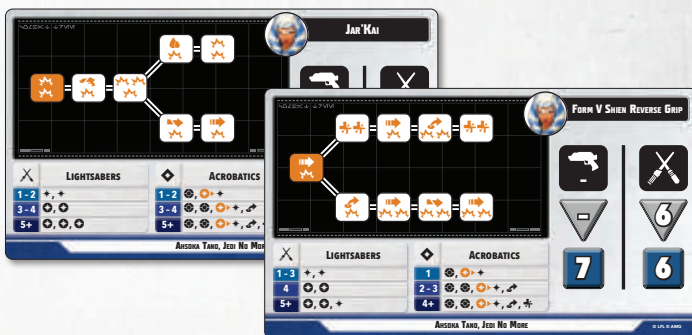 Jar'Kai
Lightsabers
Acrobatics
1-2
1-2
3-4
3-4
5+
5+
Ahsoka Tano, Jedi No Mor
Form V Shien Reverse Grip
-
-
6
7
6
Lightsabers
Acrobatics
1-3
1
4
2-3
5+
4+
Ahsoka Tano, Jedi No More
© LFL © AMG